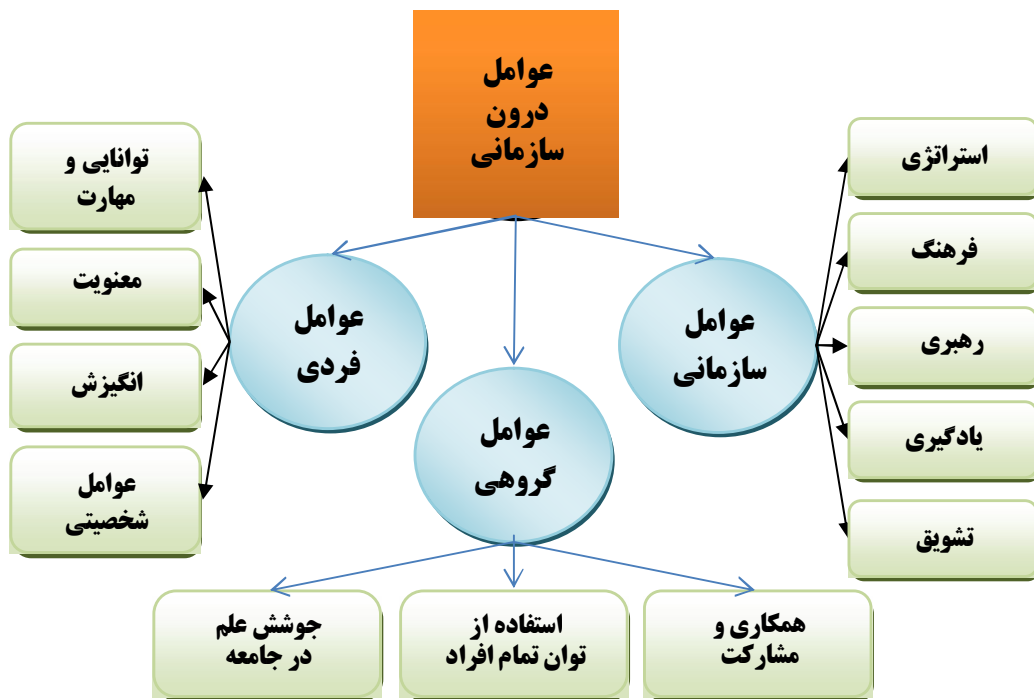 عوامل
درون
سازمانی
استراتژی
فرهنگ
رهبری
یادگیری
تشویق
عوامل
سازمانی
عوامل
گروهی
عوامل
فردی
توانایی و
مهارت
معنویت
انگیزش
عوامل
شخصیتی
همکاری و
مشارکت
استفاده از
توان تمام افراد
جوشش علم
در جامعه